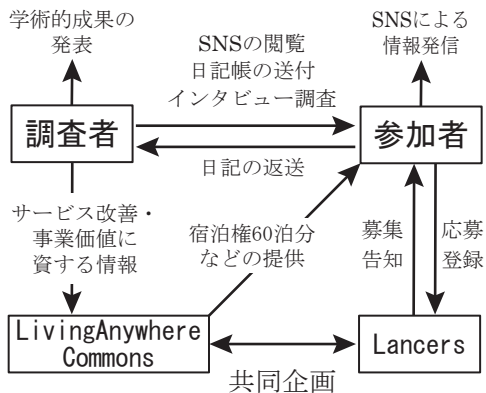 学術的成果の
発表
SNSによる
情報発信
SNSの閲覧
日記帳の送付
インタビュー調査
調査者
参加者
日記の返送
サービス改善・
事業価値に
資する情報
宿泊権60泊分
などの提供
募集
告知
応募
登録
LivingAnywhere
Commons
Lancers
共同企画